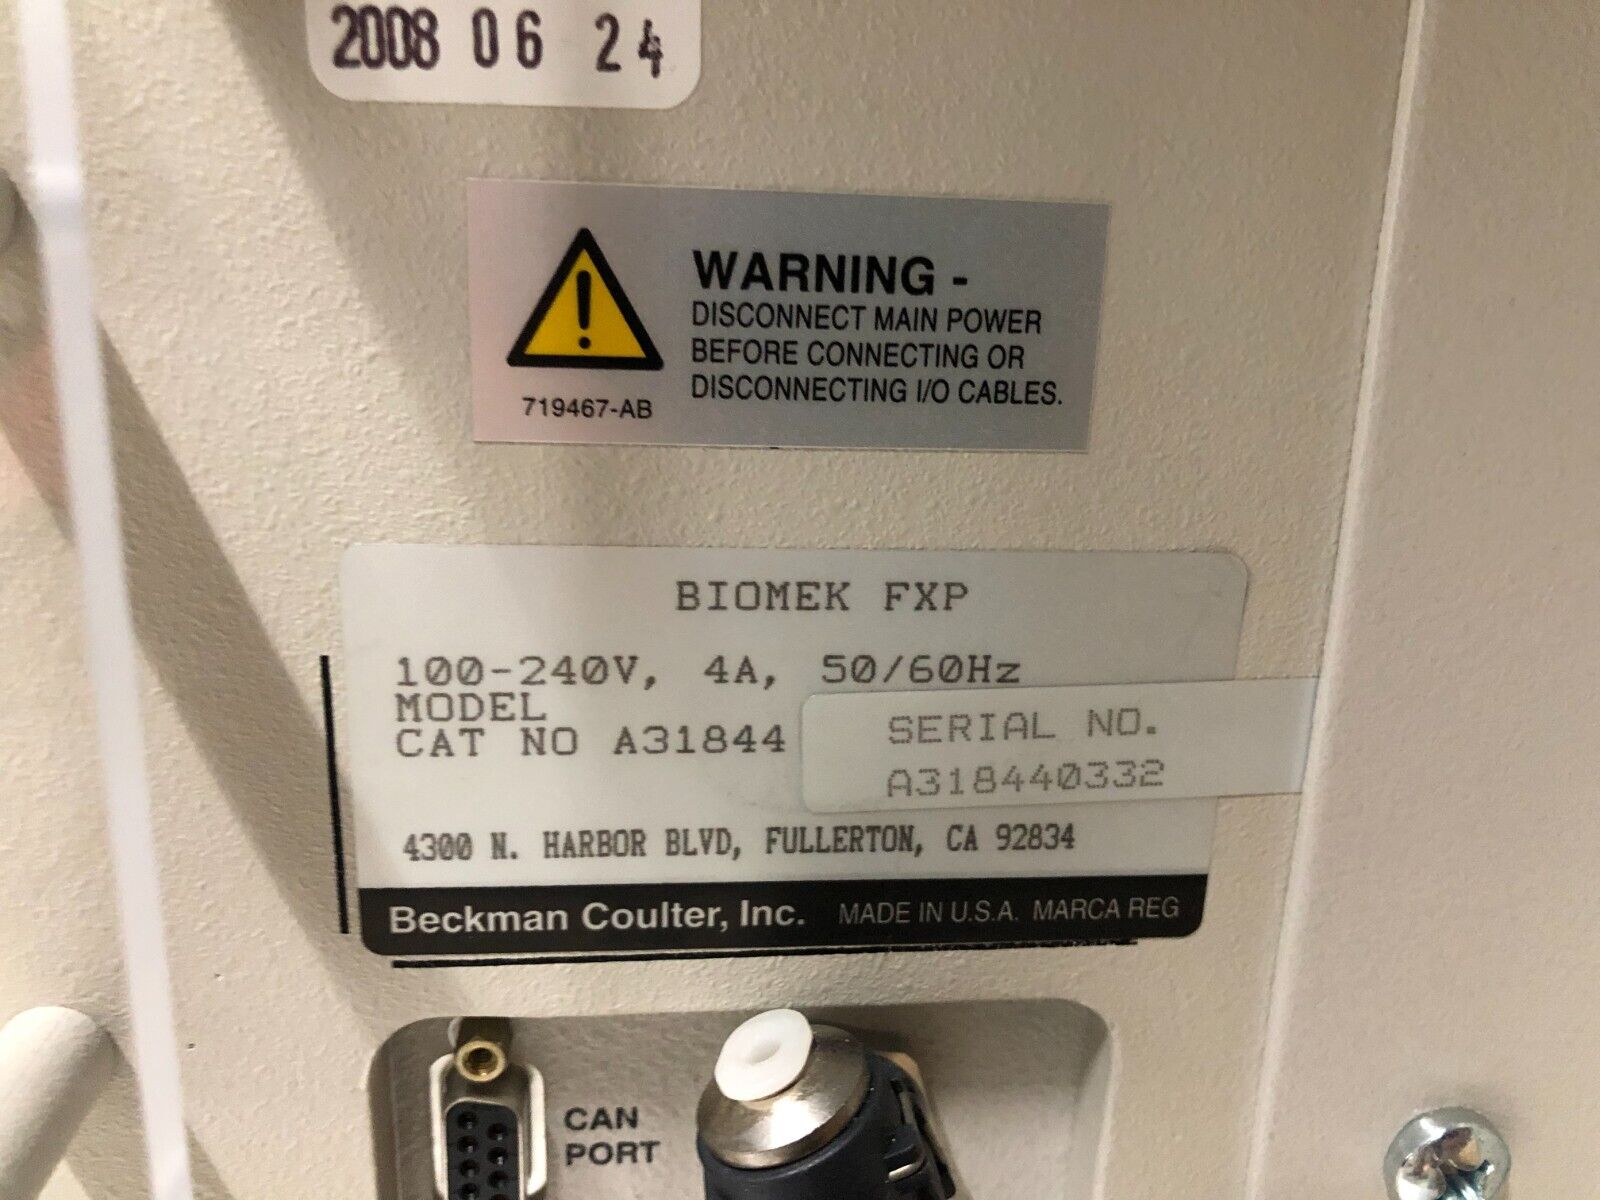 2008 06 24
WARNING -
DISCONNECT MAIN POWER
BEFORE CONNECTING OR
DISCONNECTING I/O CABLES.
719467-AB
BIOMEK FXP
100-240V, 4A, 50/60Hz
MODEL
CAT NO A31844
SERIAL NO.
A318440332
4300 N. HARBOR BLVD, FULLERTON, CA 92834
Beckman Coulter, Inc. MADE IN U.S.A. MARCA REG
CAN
PORT